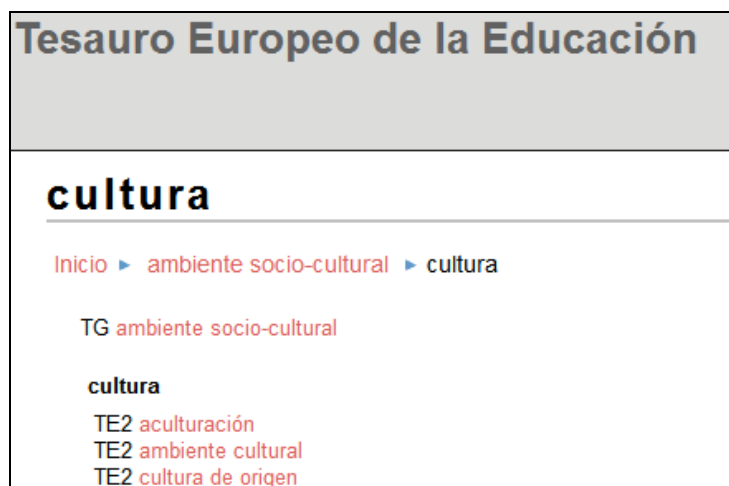 Tesauro Europeo de la Educación
cultura
Inicio ► ambiente socio-cultural ► cultura
TG ambiente socio-cultural
cultura
TE2 aculturación
TE2 ambiente cultural
TE2 cultura de origen